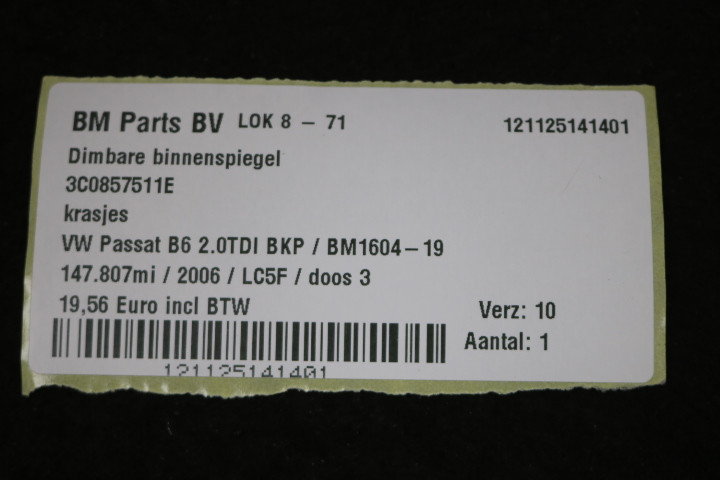 BM Parts BV LOK 8 - 71 121125141401
Dimbare binnenspiegel
3C0857511E
krasjes
VW Passat B6 2.0TDI BKP / BM1604-19
147.807mi / 2006 / LC5F / doos 3
19,56 Euro incl BTW Verz: 10
Aantal: 1
121125141401